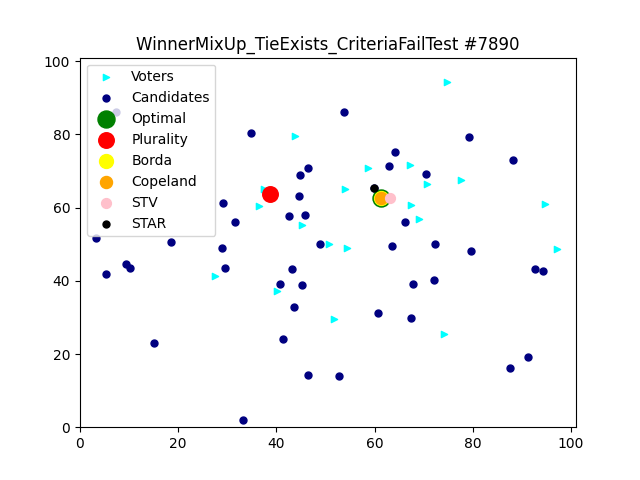 WinnerMixUp_TieExists_CriteriaFailTest #7890
100
80
60
40
20
0
Voters
Candidates
Optimal
Plurality
Borda
Copeland
STV
STAR
0 20 40 60 80 100